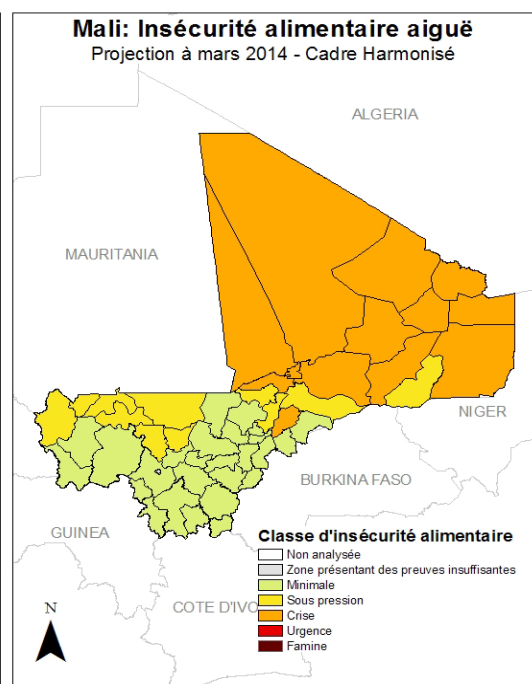 Mali: Insécurité alimentaire aiguë
Projection à mars 2014 - Cadre Harmonisé
ALGERIA
MAURITANIA
NIGER
BURKINA FASO
GUINEA
COTE D'IVO
Classe d'insécurité alimentaire
Non analysée
Zone présentant des preuves insuffisantes
Minimale
Sous pression
Crise
Urgence
Famine
N